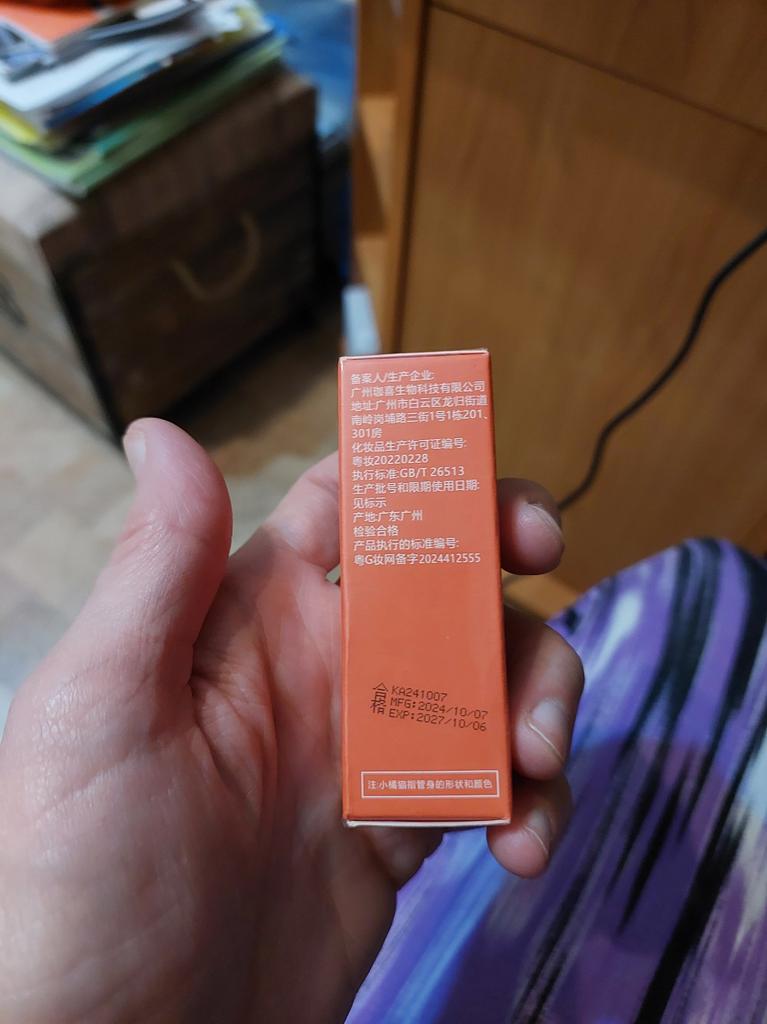 备案人/生产企业:
广州珈喜生物科技有限公司
地址:广州市白云区龙归街道
南岭岗埔路三街1号1栋201、
301房
化妆品生产许可证编号:
粤妆20220228
执行标准:GB/T 26513
生产批号和限期使用日期:
见标示
产地:广东广州
检验合格
产品执行的标准编号:
粤G妆网备字2024412555
合格
KA241007
MFG:2024/10/07
EXP:2027/10/06
注:小橘猫指管身的形状和颜色